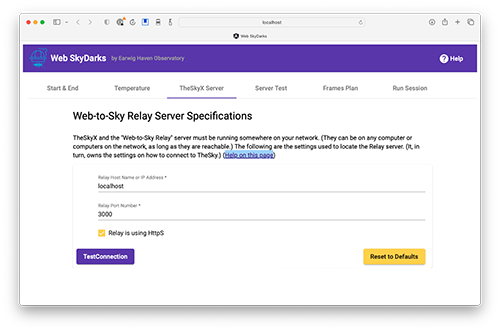 localhost
Web SkyDarks
Web SkyDarks
by Earwig Haven Observatory
Help
Start & End
Temperature
TheSkyX Server
Server Test
Frames Plan
Run Session
Web-to-Sky Relay Server Specifications
TheSkyX and the "Web-to-Sky Relay" server must be running somewhere on your network. (They can be on any computer or
computers on the network, as long as they are reachable.) The following are the settings used to locate the Relay server. (It, in
turn, owns the settings on how to connect to TheSky.) (Help on this page)
Relay Host Name or IP Address *
localhost
Relay Port Number *
3000
Relay is using HttpS
TestConnection
Reset to Defaults